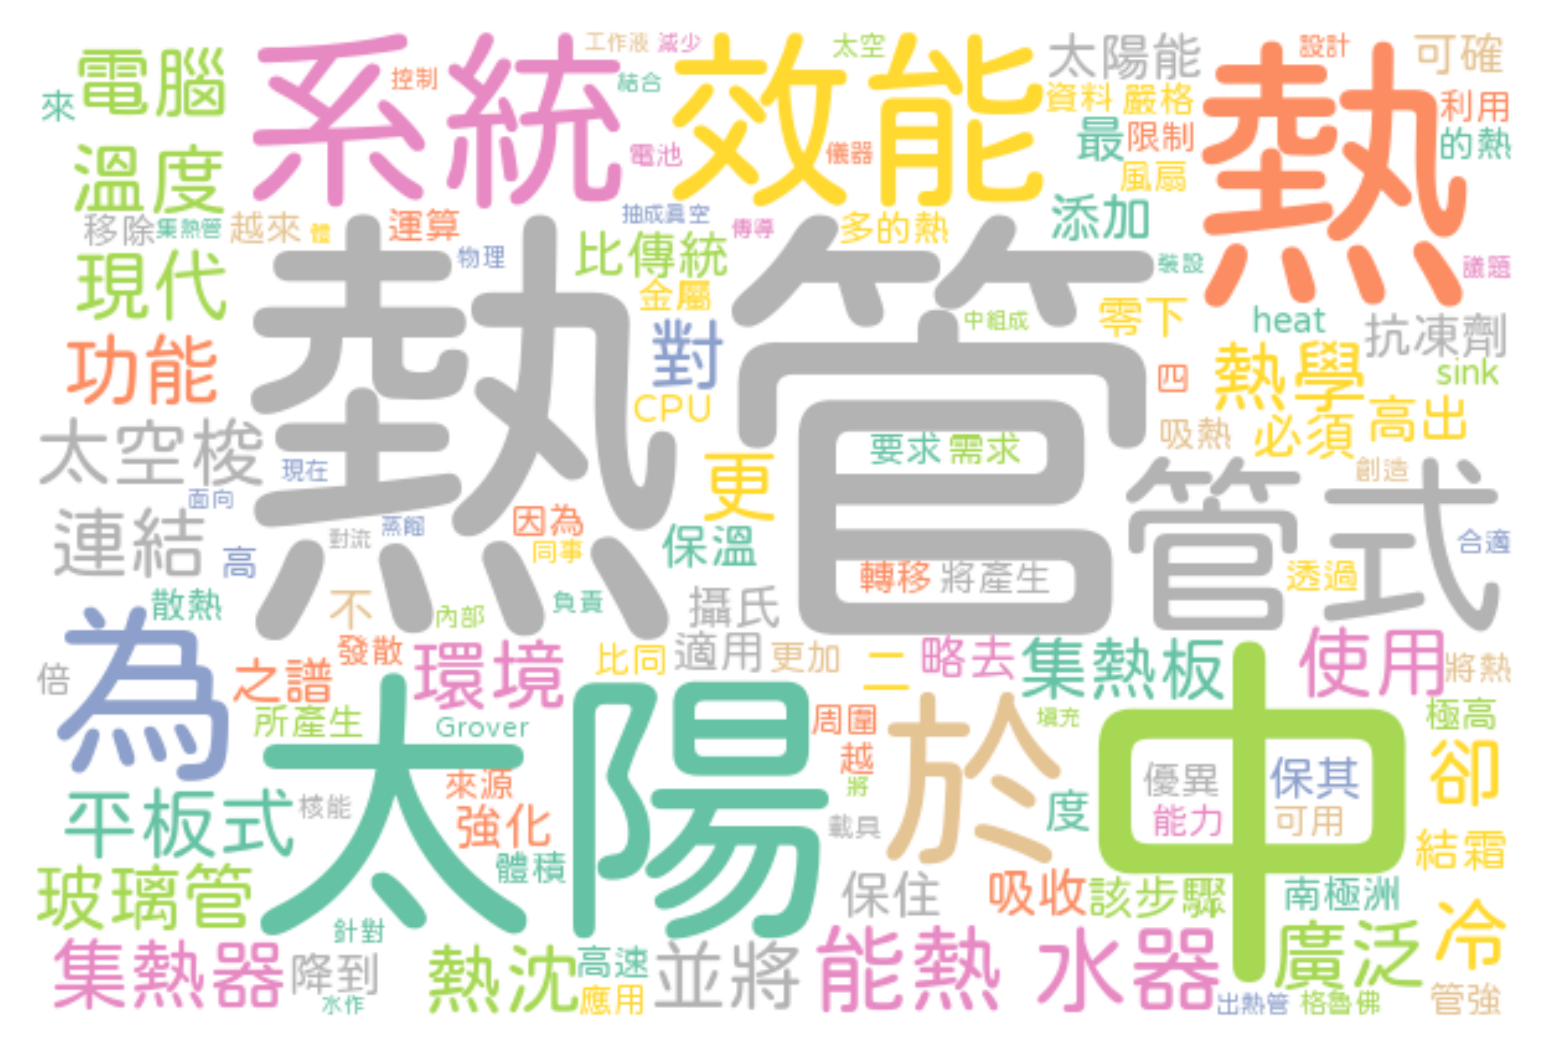 工作液 減少 太空 設計
電腦 系統 效能 太陽能 熱 可確
來 控制 結合 資料 嚴格 利用
溫度 電池 儀器 最 限制 的熱
風扇
移除 集熱管 越來 體 運算 抽成真空 傳導 多的熱 添加
現代 物理 比傳統 裝設 議題
熱管
金屬 中組成 零下 heat 抗凍劑
功能 對 四 熱學 sink
CPU
太空梭 要求 需求 吸熱 必須 高出
現在 更 管式 創造
面向
連結 對流 蒸餾 因為 保溫 合適
高 同事 轉移 將產生 透過
散熱 不 內部 負責 攝氏
為 之譜 發散 環境 比同 適用 更加 二 略去 集熱板 使用 將熱
倍
所產生 Grover 周圍 填充 極高
太陽 於 中
來源 越 優異 保其 卻
平板式 核能 強化 將 度 能力 可用
載具 結霜
體積
玻璃管 保住 吸收 該步驟 南極洲
針對 冷
集熱器 降到 熱沈 高速 並將 能熱 水器 廣泛
水作 應用 出熱管 格魯佛 管強